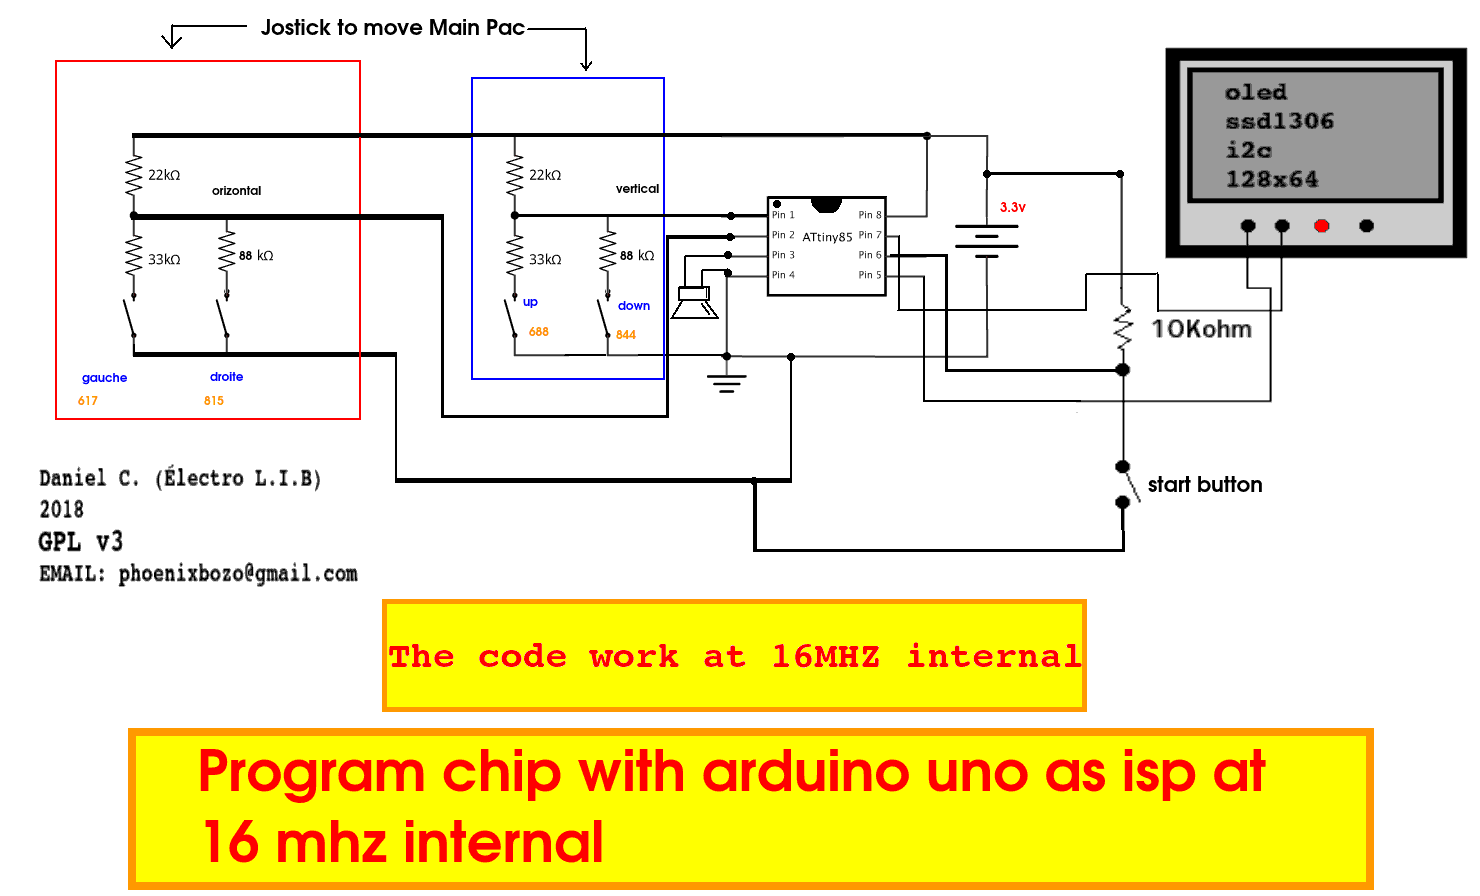 Jostick to move Main Pac
oled
ssd1306
i2c
128x64
22kΩ
orizontal
33kΩ
88 kΩ
gauche
617
droite
815
22kΩ
vertical
33kΩ
88 kΩ
up
688
down
844
Pin 1
Pin 2
Pin 3
Pin 4
ATtiny85
Pin 8
Pin 7
Pin 6
Pin 5
3.3v
10Kohm
start button
Daniel C. (Électro L.I.B)
2018
GPL v3
EMAIL: phoenixbozo@gmail.com
The code work at 16MHZ internal
Program chip with arduino uno as isp at
16 mhz internal